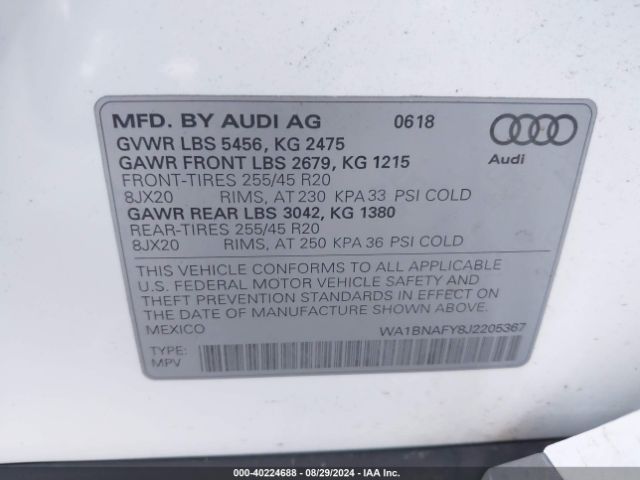 MFD. BY AUDI AG 0618
GVWR LBS 5456, KG 2475
GAWR FRONT LBS 2679, KG 1215
Audi
FRONT-TIRES 255/45 R20
8JX20 RIMS, AT 230 KPA 33 PSI COLD
GAWR REAR LBS 3042, KG 1380
REAR-TIRES 255/45 R20
8JX20 RIMS, AT 250 KPA 36 PSI COLD
THIS VEHICLE CONFORMS TO ALL APPLICABLE
U.S. FEDERAL MOTOR VEHICLE SAFETY AND
THEFT PREVENTION STANDARDS IN EFFECT ON
THE DATE OF MANUFACTURE SHOWN ABOVE.
MEXICO WA1BNAFY8J2205367
TYPE:
MPV
000-40224688 - 08/29/2024 - IAA Inc.